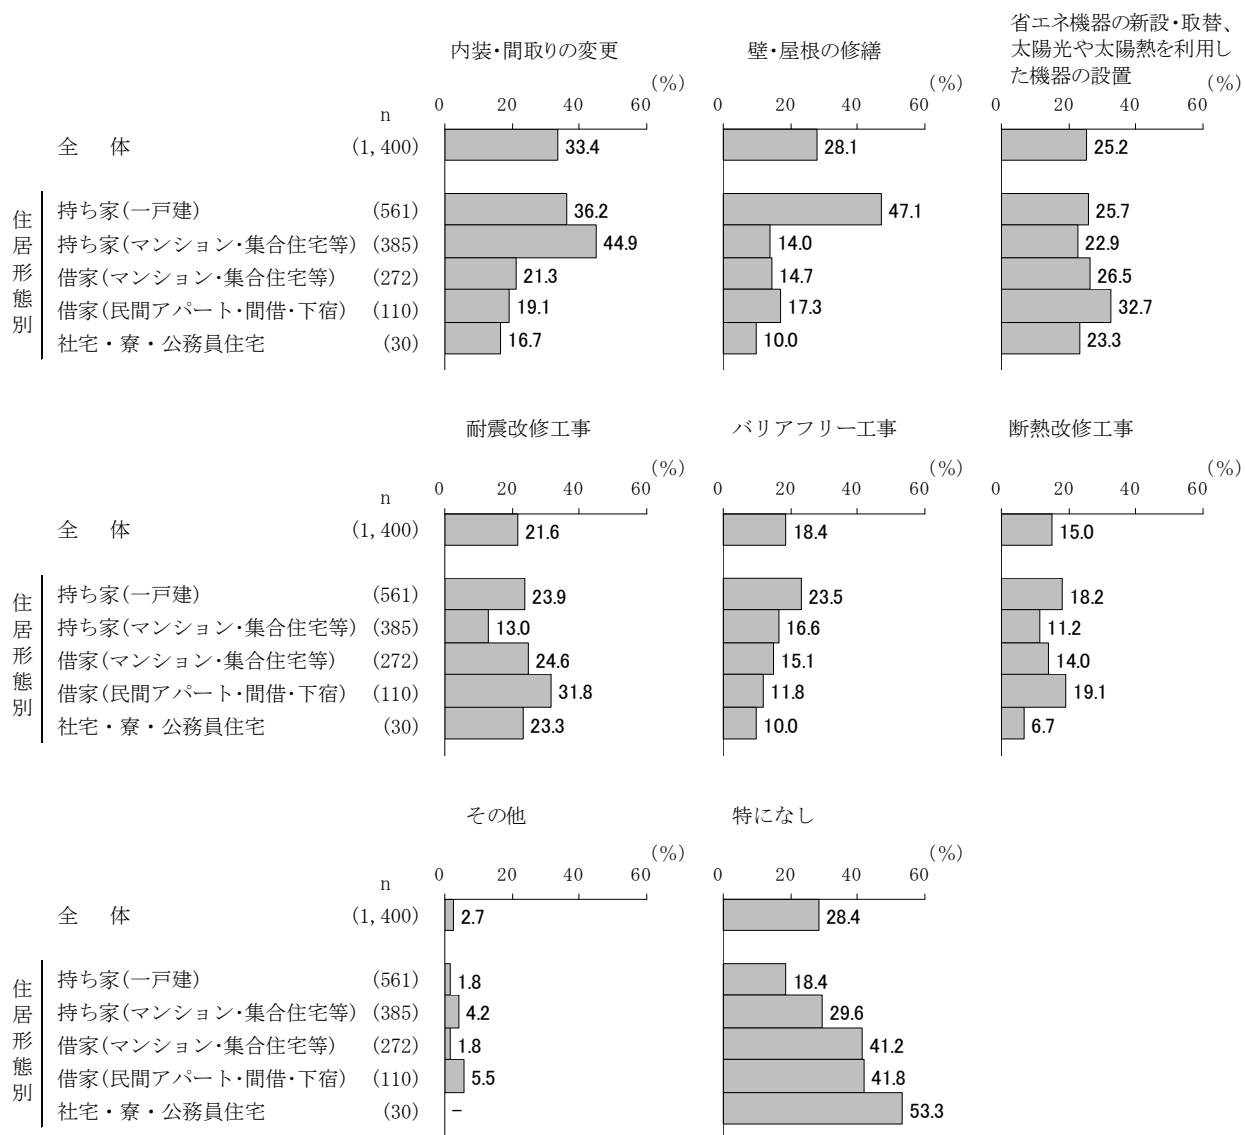 内装・間取りの変更
壁・屋根の修繕
省エネ機器の新設・取替、
太陽光や太陽熱を利用し
た機器の設置
(%) (%) (%)
n 0 20 40 60 0 20 40 60 0 20 40 60
全 体 (1,400) 33.4 28.1 25.2
住居形態別
持ち家(一戸建) (561) 36.2 47.1 25.7
持ち家(マンション・集合住宅等) (385) 44.9 14.0 22.9
借家(マンション・集合住宅等) (272) 21.3 14.7 26.5
借家(民間アパート・間借・下宿) (110) 19.1 17.3 32.7
社宅・寮・公務員住宅 (30) 16.7 10.0 23.3
耐震改修工事 バリアフリー工事 断熱改修工事
(%) (%) (%)
n 0 20 40 60 0 20 40 60 0 20 40 60
全 体 (1,400) 21.6 18.4 15.0
住居形態別
持ち家(一戸建) (561) 23.9 23.5 18.2
持ち家(マンション・集合住宅等) (385) 13.0 16.6 11.2
借家(マンション・集合住宅等) (272) 24.6 15.1 14.0
借家(民間アパート・間借・下宿) (110) 31.8 11.8 19.1
社宅・寮・公務員住宅 (30) 23.3 10.0 6.7
その他 特になし
(%) (%)
n 0 20 40 60 0 20 40 60
全 体 (1,400) 2.7 28.4
住居形態別
持ち家(一戸建) (561) 1.8 18.4
持ち家(マンション・集合住宅等) (385) 4.2 29.6
借家(マンション・集合住宅等) (272) 1.8 41.2
借家(民間アパート・間借・下宿) (110) 5.5 41.8
社宅・寮・公務員住宅 (30) - 53.3